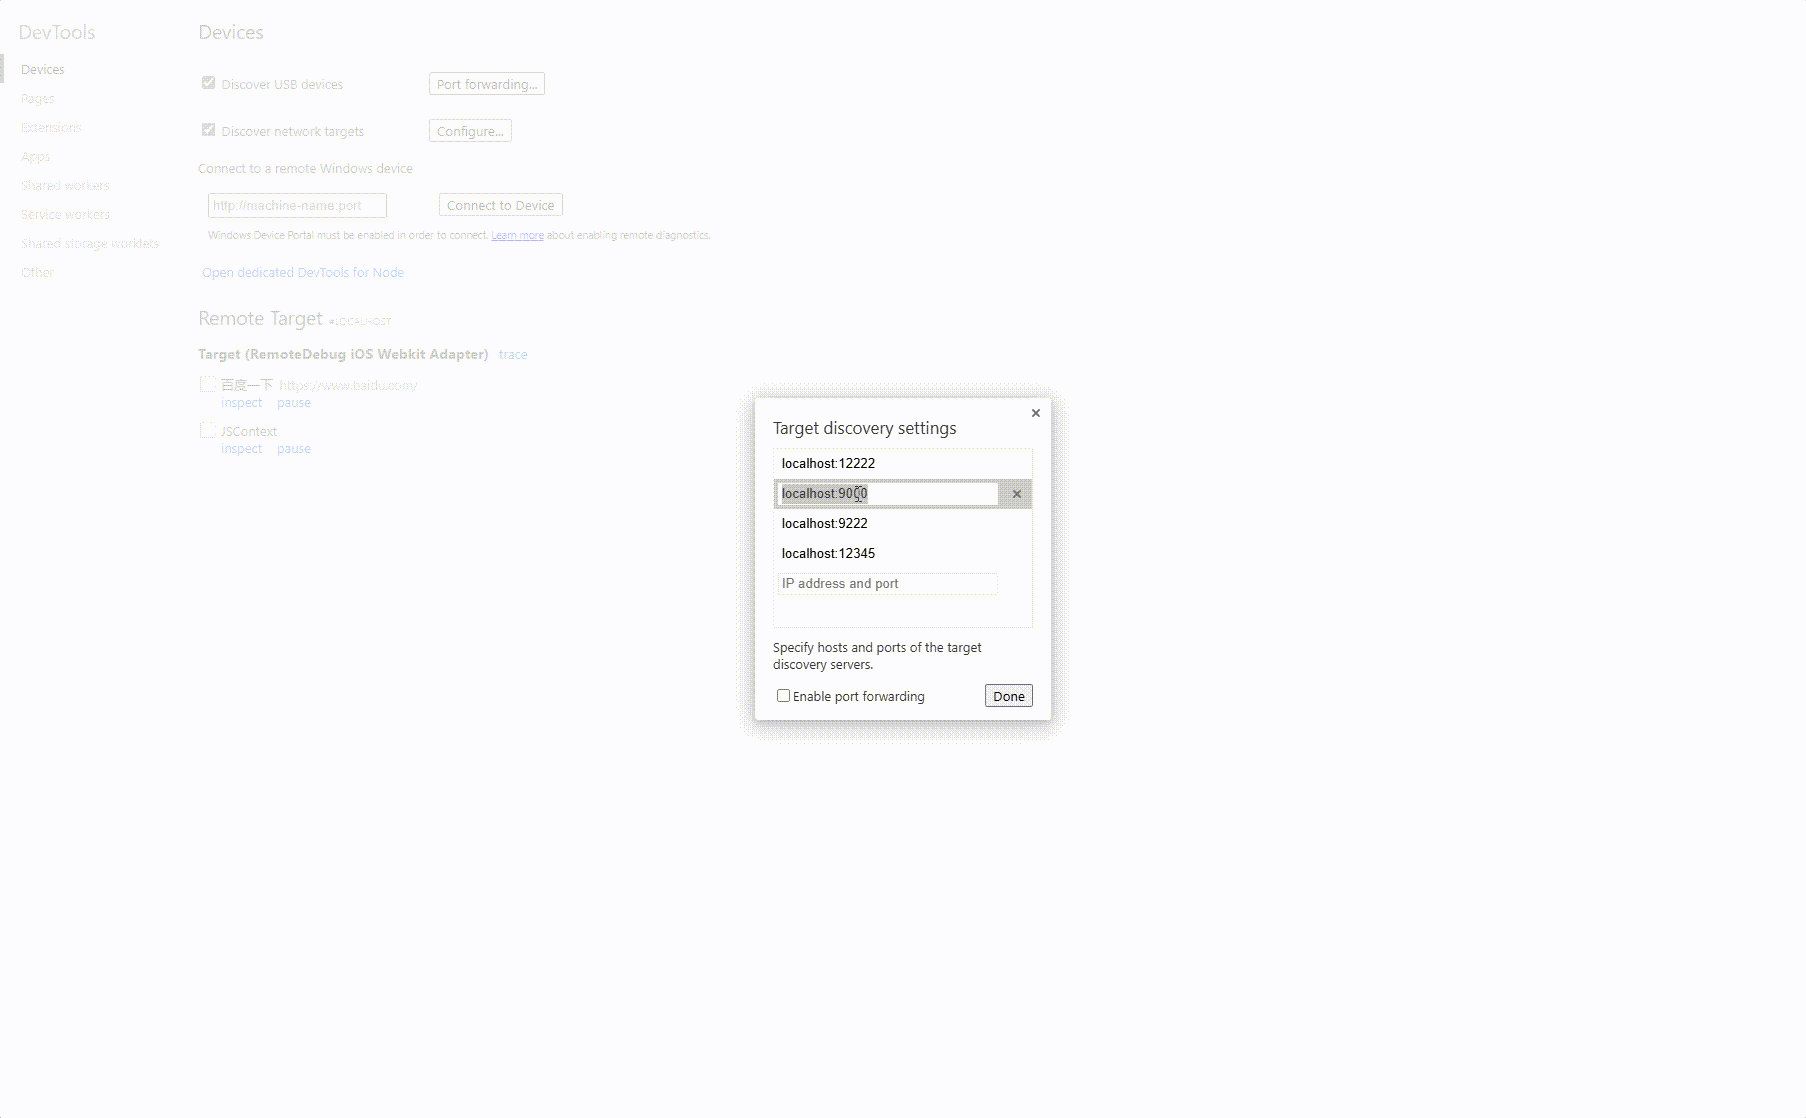 DevTools
Devices
Pages
Extensions
Apps
Shared workers
Service workers
Shared storage worklets
Other
Devices
Discover USB devices Port forwarding...
Discover network targets Configure...
Connect to a remote Windows device
http://machine-name:port Connect to Device
Windows Device Portal must be enabled in order to connect. Learn more about enabling remote diagnostics.
Open dedicated DevTools for Node
Remote Target #LOCALHOST
Target (RemoteDebug iOS Webkit Adapter) trace
百度一下 https://www.baidu.com/
inspect pause
JSContext
inspect pause
Target discovery settings
localhost:12222
localhost:9000
localhost:9222
localhost:12345
IP address and port
Specify hosts and ports of the target
discovery servers.
Enable port forwarding Done